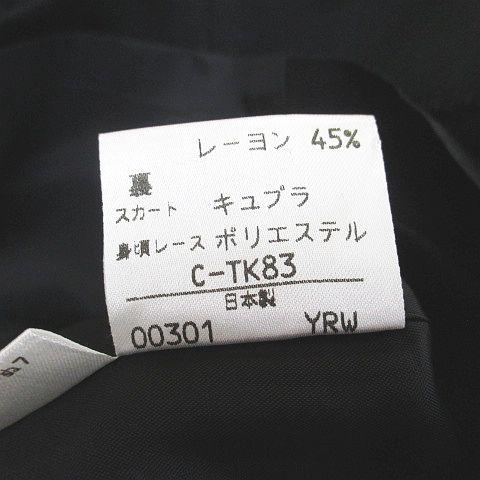 レーヨン 45%
裏
スカート キュプラ
身頃レース ポリエステル
C-TK83
日本製
00301 YRW